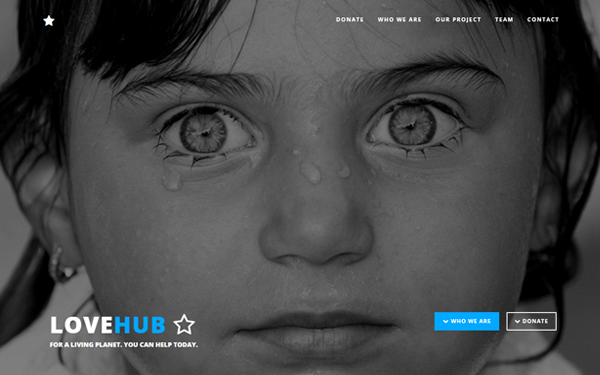 DONATE WHO WE ARE OUR PROJECT TEAM CONTACT
LOVEHUB
FOR A LIVING PLANET. YOU CAN HELP TODAY.
WHO WE ARE
DONATE